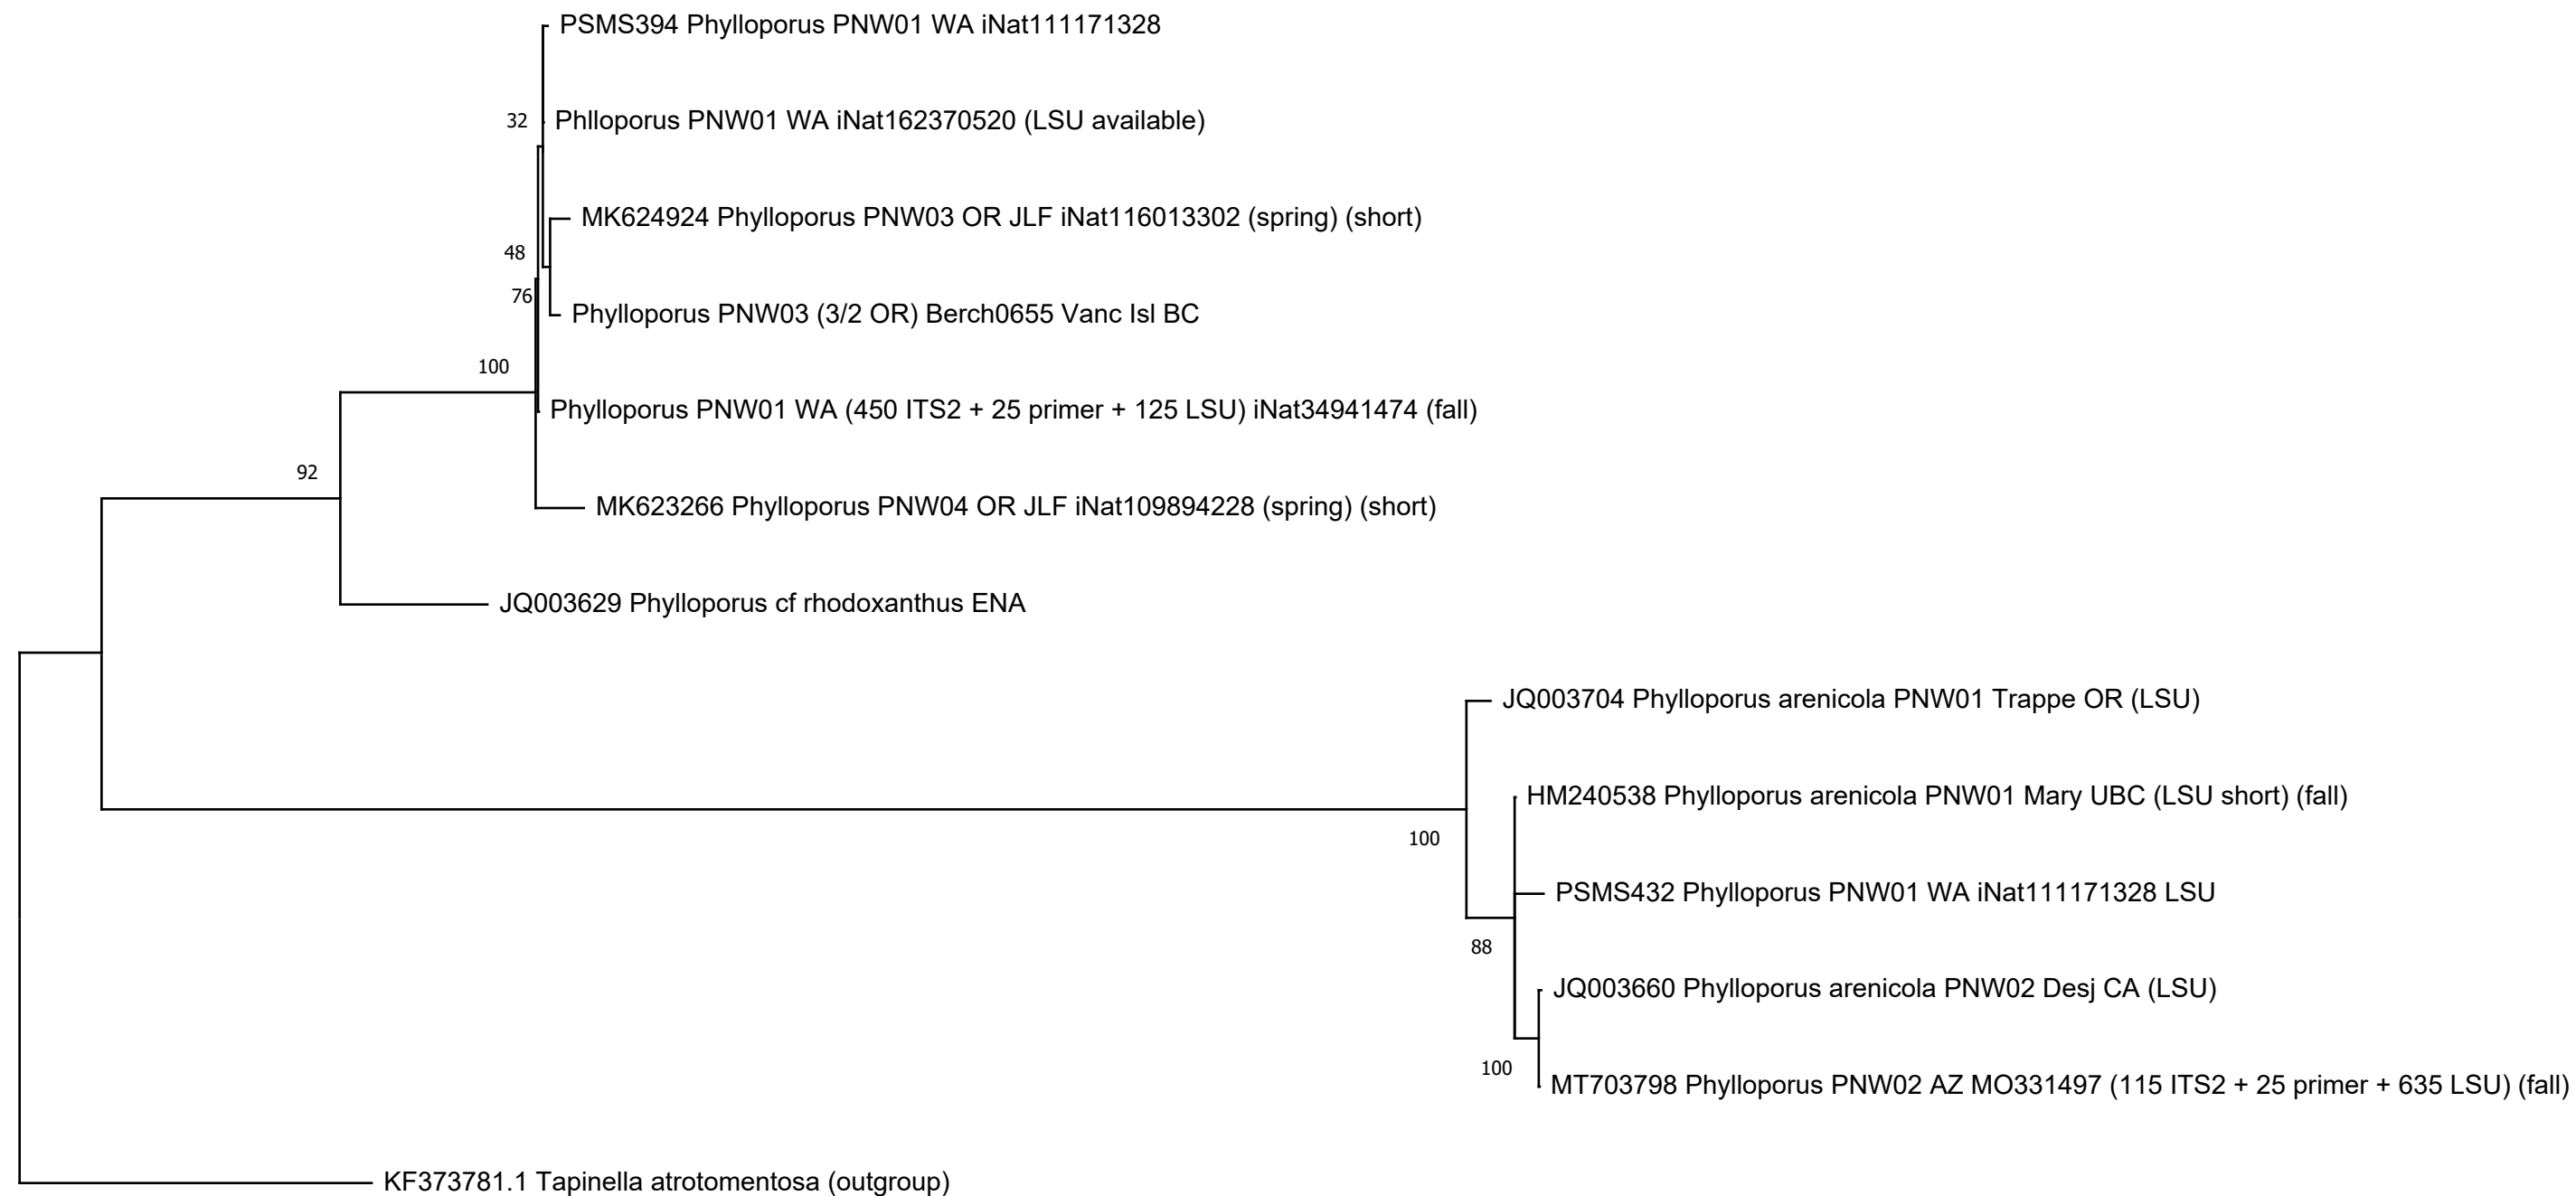 PSMS394 Phylloporus PNW01 WA iNat111171328
32
Phlloporus PNW01 WA iNat162370520 (LSU available)
MK624924 Phylloporus PNW03 OR JLF iNat116013302 (spring) (short)
48
76
Phylloporus PNW03 (3/2 OR) Berch0655 Vanc Isl BC
100
Phylloporus PNW01 WA (450 ITS2 + 25 primer + 125 LSU) iNat34941474 (fall)
92
MK623266 Phylloporus PNW04 OR JLF iNat109894228 (spring) (short)
JQ003629 Phylloporus cf rhodoxanthus ENA
JQ003704 Phylloporus arenicola PNW01 Trappe OR (LSU)
HM240538 Phylloporus arenicola PNW01 Mary UBC (LSU short) (fall)
100
PSMS432 Phylloporus PNW01 WA iNat111171328 LSU
88
JQ003660 Phylloporus arenicola PNW02 Desj CA (LSU)
100
MT703798 Phylloporus PNW02 AZ MO331497 (115 ITS2 + 25 primer + 635 LSU) (fall)
KF373781.1 Tapinella atrotomentosa (outgroup)